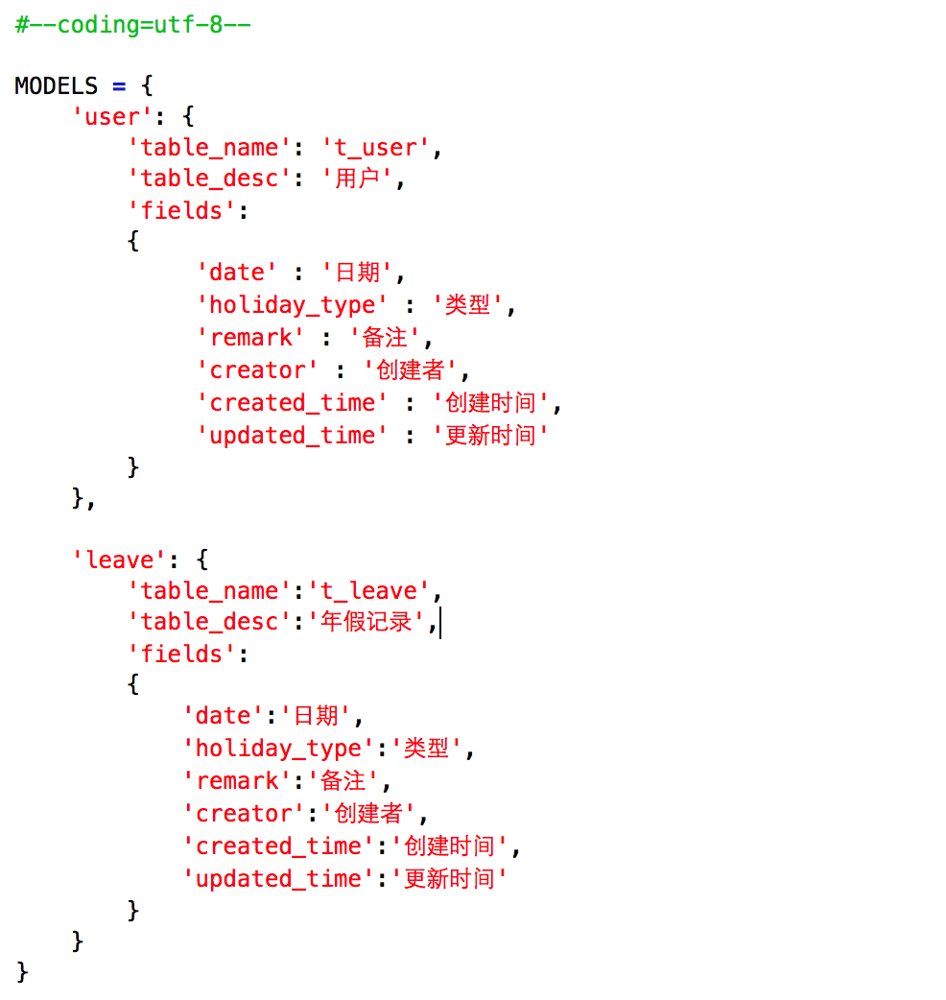 #--coding=utf-8--
MODELS = {
'user': {
'table_name': 't_user',
'table_desc': '用户',
'fields':
{
'date' : '日期',
'holiday_type' : '类型',
'remark' : '备注',
'creator' : '创建者',
'created_time' : '创建时间',
'updated_time' : '更新时间'
}
},
'leave': {
'table_name':'t_leave',
'table_desc':'年假记录',
'fields':
{
'date':'日期',
'holiday_type':'类型',
'remark':'备注',
'creator':'创建者',
'created_time':'创建时间',
'updated_time':'更新时间'
}
}
}